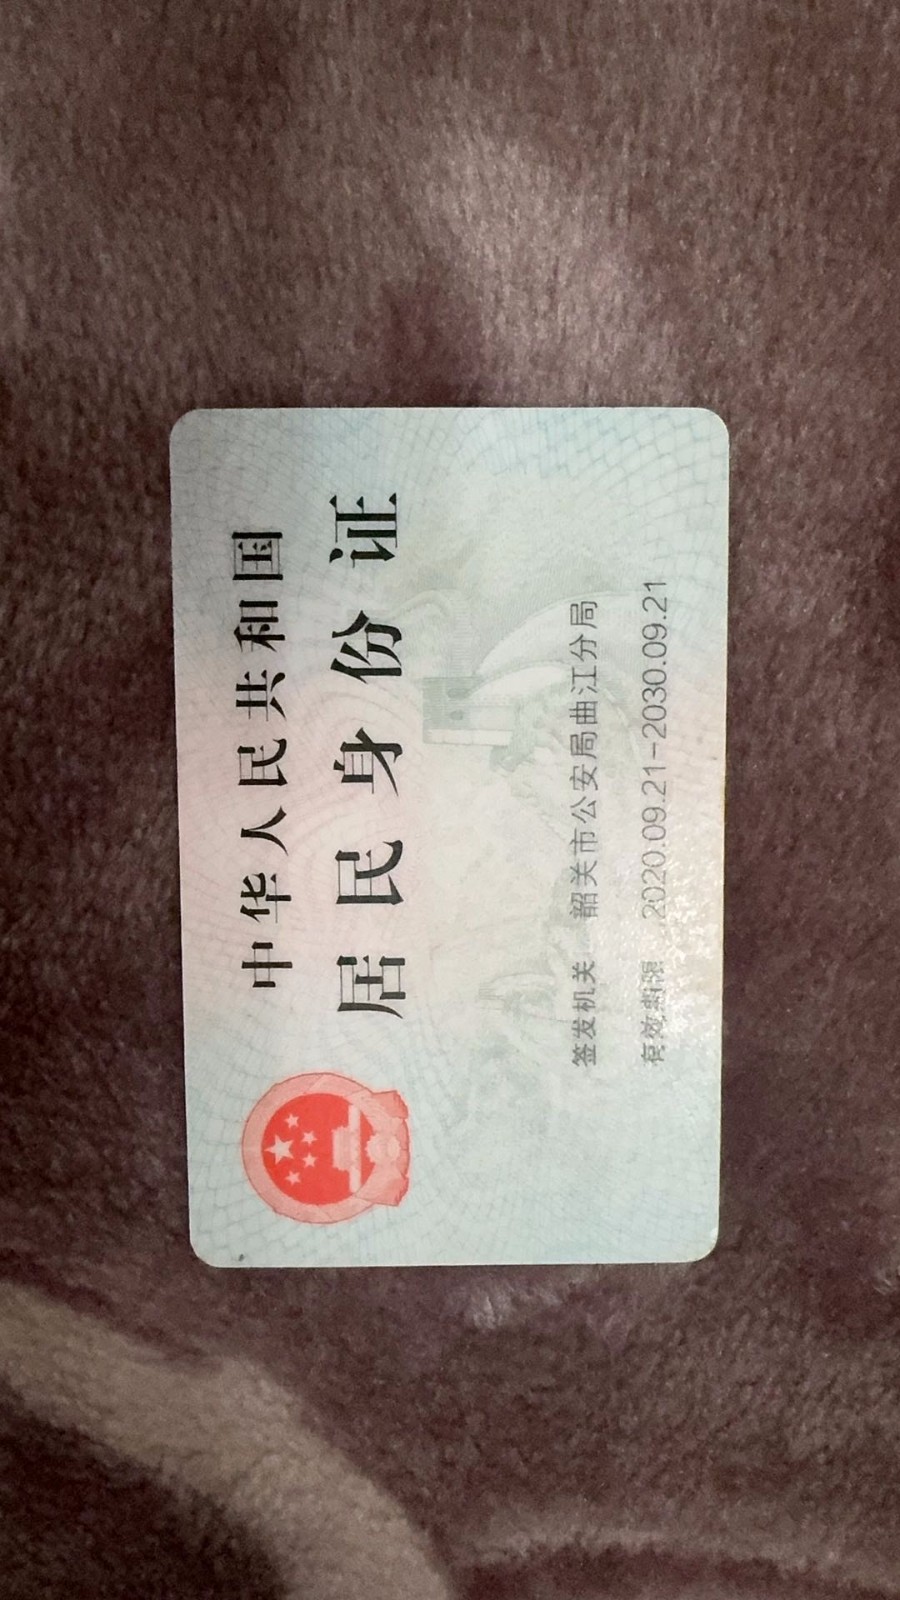 中华人民共和国
居民身份证
签发机关 韶关市公安局曲江分局
有效期限 2020.09.21-2030.09.21